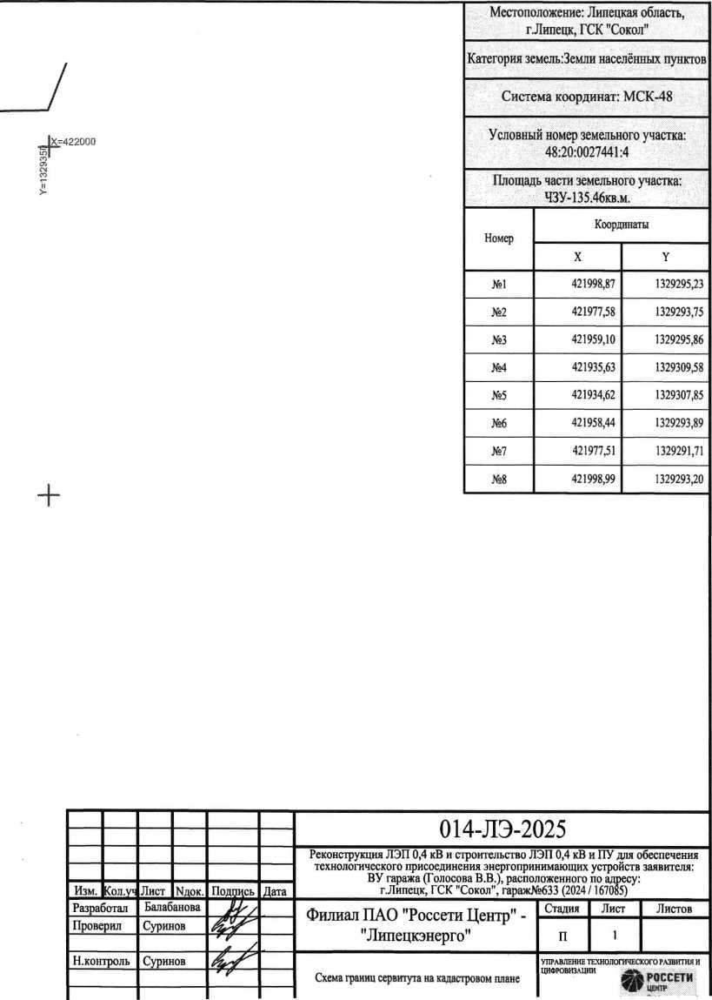 Местоположение: Липецкая область,
г.Липецк, ГСК "Сокол"
Категория земель:Земли населённых пунктов
Система координат: МСК-48
Условный номер земельного участка:
48:20:0027441:4
Площадь части земельного участка:
ЧЗУ-135.46кв.м.
X=422000
Y=1329350
Номер Координаты
X Y
№1 421998,87 1329295,23
№2 421977,58 1329293,75
№3 421959,10 1329295,86
№4 421935,63 1329309,58
№5 421934,62 1329307,85
№6 421958,44 1329293,89
№7 421977,51 1329291,71
№8 421998,99 1329293,20
014-ЛЭ-2025
Реконструкция ЛЭП 0,4 кВ и строительство ЛЭП 0,4 кВ и ПУ для обеспечения
технологического присоединения энергопринимающих устройств заявителя:
ВУ гаража (Голосова В.В.), расположенного по адресу:
г.Липецк, ГСК "Сокол", гараж№633 (2024 / 167085)
Изм. Кол.уч Лист Nдок. Подпись Дата
Разработал Балабанова
Проверил Суринов
Н.контроль Суринов
Филиал ПАО "Россети Центр" -
"Липецкэнерго"
Стадия Лист Листов
П 1
Схема границ сервитута на кадастровом плане
УПРАВЛЕНИЕ ТЕХНОЛОГИЧЕСКОГО РАЗВИТИЯ И
ЦИФРОВИЗАЦИИ
РОССЕТИ
ЦЕНТР